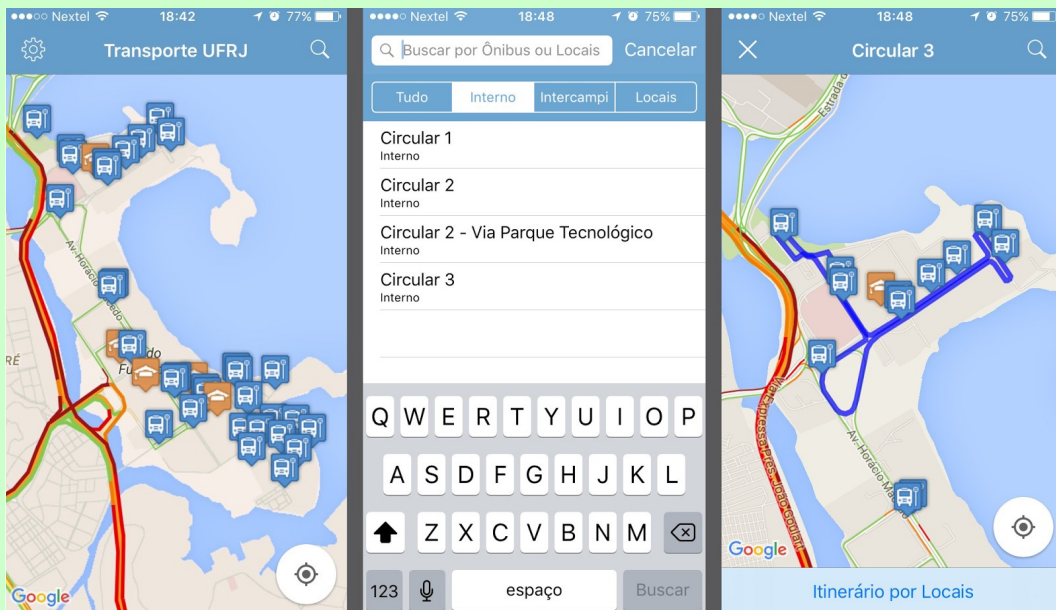 Nextel
18:42
77%
Transporte UFRJ
Av. Horácio Macedo
Google
Nextel
18:48
75%
Buscar por Ônibus ou Locais
Cancelar
Tudo
Interno
Intercampi
Locais
Circular 1
Interno
Circular 2
Interno
Circular 2 - Via Parque Tecnológico
Interno
Circular 3
Interno
Q W E R T Y U I O P
A S D F G H J K L
Z X C V B N M
123
espaço
Buscar
Nextel
18:48
75%
Circular 3
Estrada d
Via Expressa Pres. João Goulart
Av. Horácio Macedo
Google
Itinerário por Locais